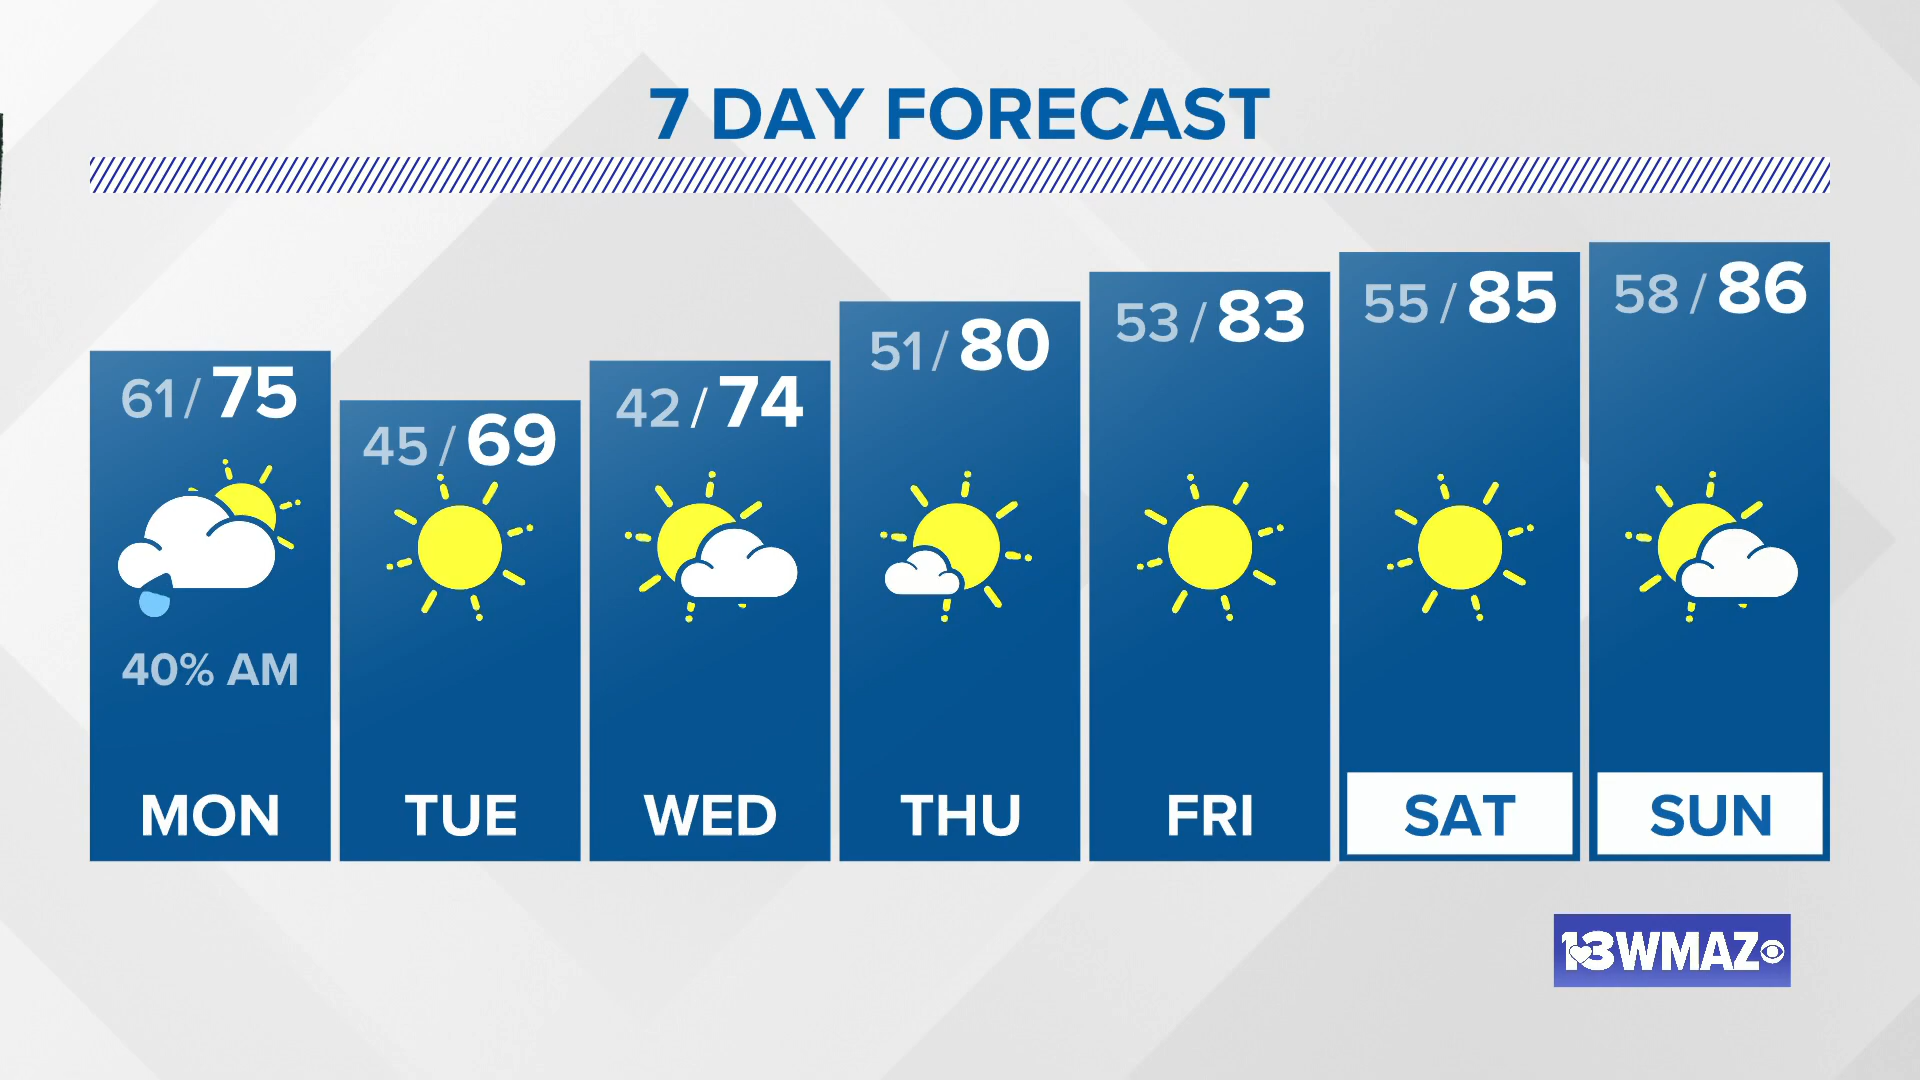 7 DAY FORECAST
61/75
45/69
42/74
51/80
53/83
55/85
58/86
40% AM
MON
TUE
WED
THU
FRI
SAT
SUN
13WMAZ